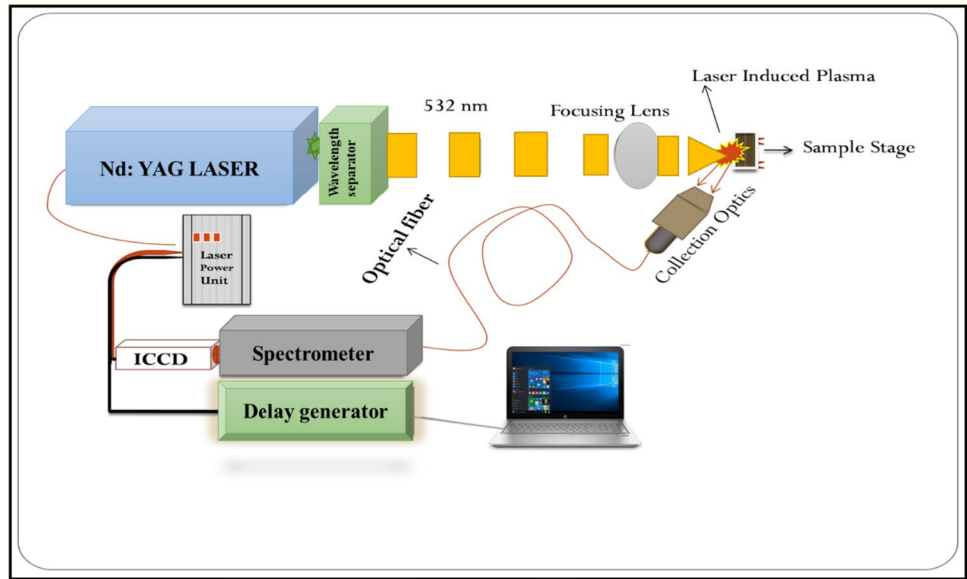 Laser Induced Plasma
532 nm
Focusing Lens
Nd: YAG LASER
Wavelength
separator
Sample Stage
Collection Optics
Optical fiber
Laser
Power
Unit
ICCD
Spectrometer
Delay generator